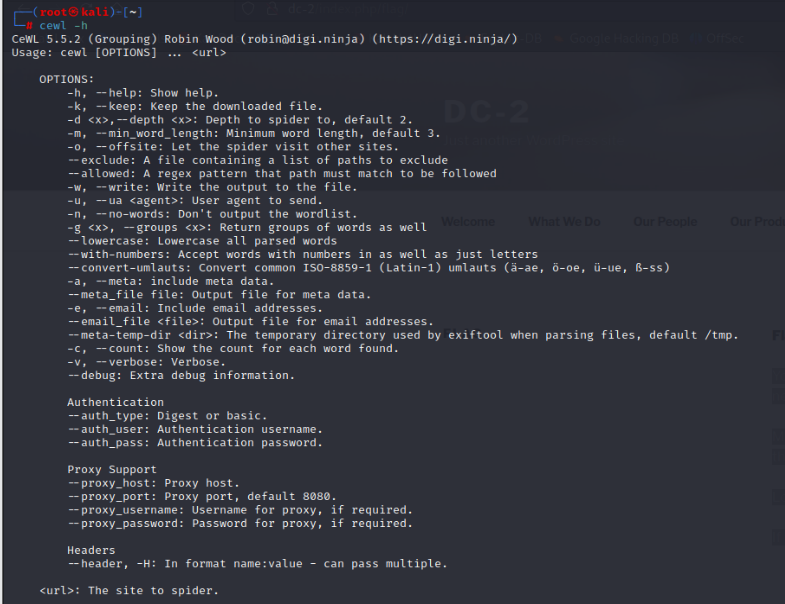 ┌──(root㉿kali)-[~]
└─# cewl -h
CeWL 5.5.2 (Grouping) Robin Wood (robin@digi.ninja) (https://digi.ninja/)
Usage: cewl [OPTIONS] ... <url>
OPTIONS:
-h, --help: Show help.
-k, --keep: Keep the downloaded file.
-d <x>,--depth <x>: Depth to spider to, default 2.
-m, --min_word_length: Minimum word length, default 3.
-o, --offsite: Let the spider visit other sites.
--exclude: A file containing a list of paths to exclude
--allowed: A regex pattern that path must match to be followed
-w, --write: Write the output to the file.
-u, --ua <agent>: User agent to send.
-n, --no-words: Don't output the wordlist.
-g <x>, --groups <x>: Return groups of words as well
--lowercase: Lowercase all parsed words
--with-numbers: Accept words with numbers in as well as just letters
--convert-umlauts: Convert common ISO-8859-1 (Latin-1) umlauts (ä-ae, ö-oe, ü-ue, ß-ss)
-a, --meta: include meta data.
--meta_file file: Output file for meta data.
-e, --email: Include email addresses.
--email_file <file>: Output file for email addresses.
--meta-temp-dir <dir>: The temporary directory used by exiftool when parsing files, default /tmp.
-c, --count: Show the count for each word found.
-v, --verbose: Verbose.
--debug: Extra debug information.
Authentication
--auth_type: Digest or basic.
--auth_user: Authentication username.
--auth_pass: Authentication password.
Proxy Support
--proxy_host: Proxy host.
--proxy_port: Proxy port, default 8080.
--proxy_username: Username for proxy, if required.
--proxy_password: Password for proxy, if required.
Headers
--header, -H: In format name:value - can pass multiple.
<url>: The site to spider.
DC-2
Welcome What We Do Our People